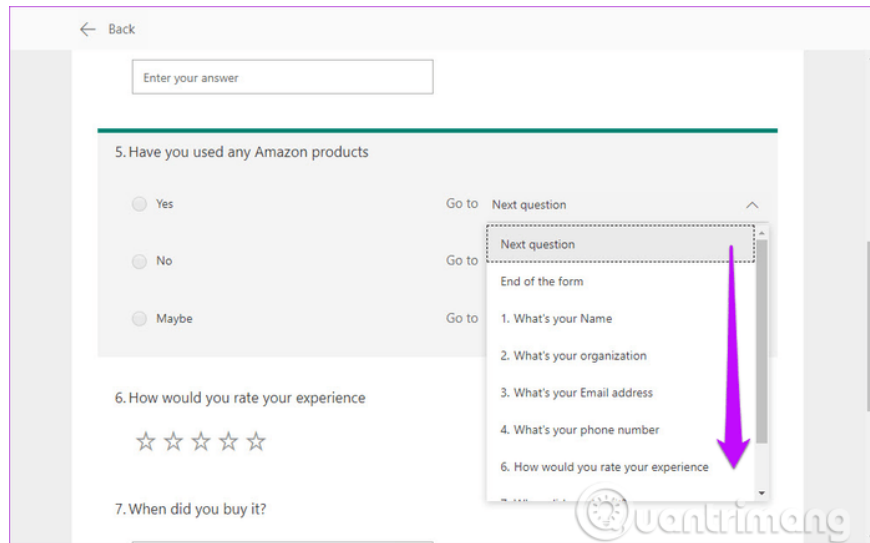 Back
Enter your answer
5. Have you used any Amazon products
Yes
Go to Next question
No
Go to
Maybe
Go to
Next question
End of the form
1. What's your Name
2. What's your organization
3. What's your Email address
4. What's your phone number
6. How would you rate your experience
6. How would you rate your experience
7. When did you buy it?
Quantrimang